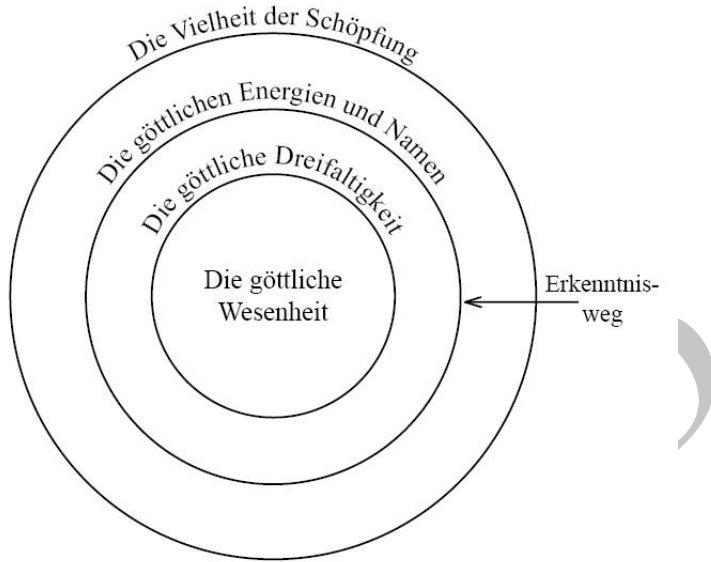 Die Vielheit der Schöpfung
Die göttlichen Energien und Namen
Die göttliche Dreifaltigkeit
Die göttliche
Wesenheit
Erkenntnis-
weg